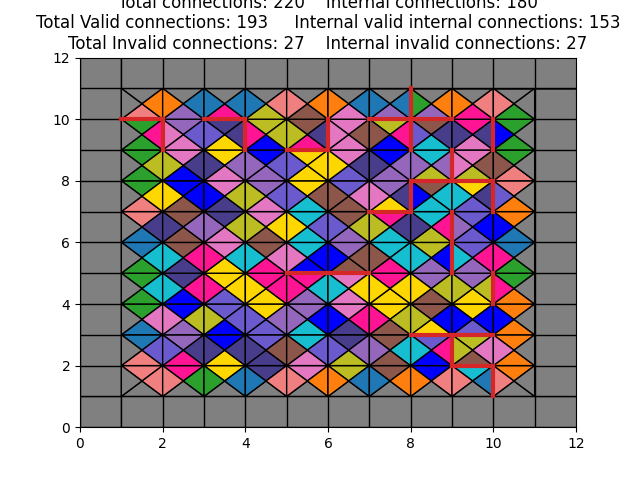 Total connections: 220    Internal connections: 180
Total Valid connections: 193    Internal valid internal connections: 153
Total Invalid connections: 27    Internal invalid connections: 27
12
10
8
6
4
2
0
0 2 4 6 8 10 12